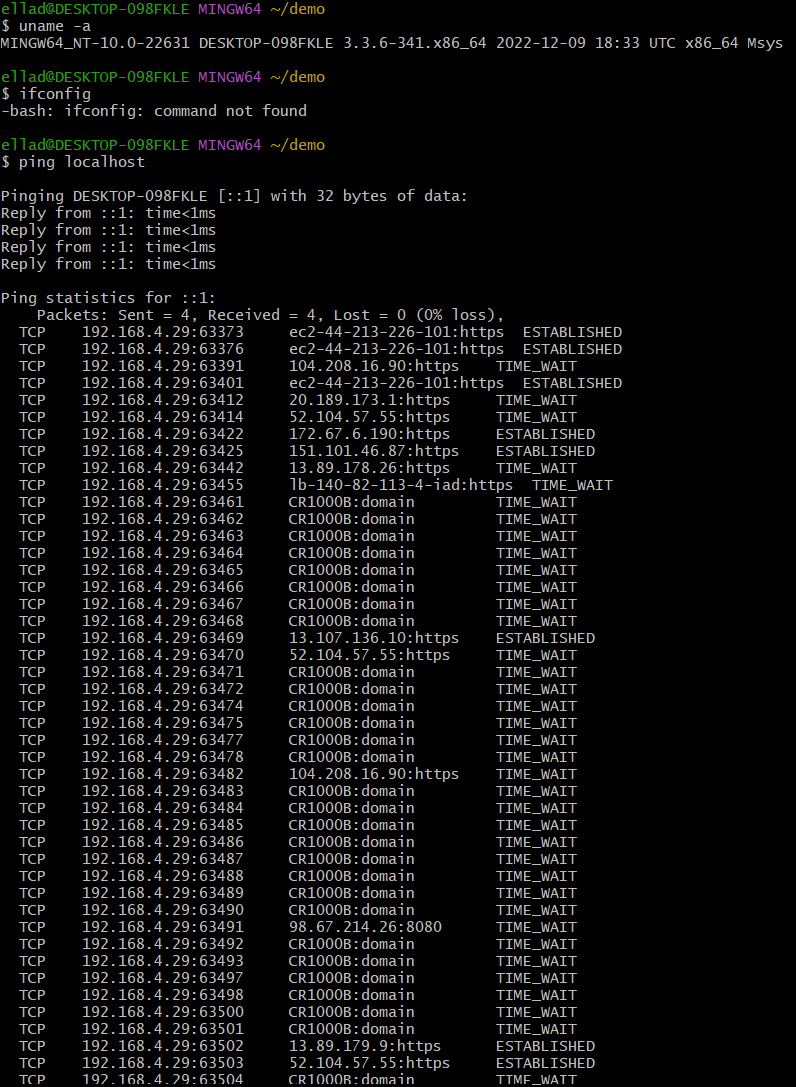 ellad@DESKTOP-098FKLE MINGW64 ~/demo
$ uname -a
MINGW64_NT-10.0-22631 DESKTOP-098FKLE 3.3.6-341.x86_64 2022-12-09 18:33 UTC x86_64 Msys
ellad@DESKTOP-098FKLE MINGW64 ~/demo
$ ifconfig
-bash: ifconfig: command not found
ellad@DESKTOP-098FKLE MINGW64 ~/demo
$ ping localhost
Pinging DESKTOP-098FKLE [::1] with 32 bytes of data:
Reply from ::1: time<1ms
Reply from ::1: time<1ms
Reply from ::1: time<1ms
Reply from ::1: time<1ms
Ping statistics for ::1:
    Packets: Sent = 4, Received = 4, Lost = 0 (0% loss),
  TCP    192.168.4.29:63373     ec2-44-213-226-101:https  ESTABLISHED
  TCP    192.168.4.29:63376     ec2-44-213-226-101:https  ESTABLISHED
  TCP    192.168.4.29:63391     104.208.16.90:https    TIME_WAIT
  TCP    192.168.4.29:63401     ec2-44-213-226-101:https  ESTABLISHED
  TCP    192.168.4.29:63412     20.189.173.1:https     TIME_WAIT
  TCP    192.168.4.29:63414     52.104.57.55:https     TIME_WAIT
  TCP    192.168.4.29:63422     172.67.6.190:https     ESTABLISHED
  TCP    192.168.4.29:63425     151.101.46.87:https    ESTABLISHED
  TCP    192.168.4.29:63442     13.89.178.26:https     TIME_WAIT
  TCP    192.168.4.29:63455     lb-140-82-113-4-iad:https  TIME_WAIT
  TCP    192.168.4.29:63461     CR1000B:domain         TIME_WAIT
  TCP    192.168.4.29:63462     CR1000B:domain         TIME_WAIT
  TCP    192.168.4.29:63463     CR1000B:domain         TIME_WAIT
  TCP    192.168.4.29:63464     CR1000B:domain         TIME_WAIT
  TCP    192.168.4.29:63465     CR1000B:domain         TIME_WAIT
  TCP    192.168.4.29:63466     CR1000B:domain         TIME_WAIT
  TCP    192.168.4.29:63467     CR1000B:domain         TIME_WAIT
  TCP    192.168.4.29:63468     CR1000B:domain         TIME_WAIT
  TCP    192.168.4.29:63469     13.107.136.10:https    ESTABLISHED
  TCP    192.168.4.29:63470     52.104.57.55:https     TIME_WAIT
  TCP    192.168.4.29:63471     CR1000B:domain         TIME_WAIT
  TCP    192.168.4.29:63472     CR1000B:domain         TIME_WAIT
  TCP    192.168.4.29:63474     CR1000B:domain         TIME_WAIT
  TCP    192.168.4.29:63475     CR1000B:domain         TIME_WAIT
  TCP    192.168.4.29:63477     CR1000B:domain         TIME_WAIT
  TCP    192.168.4.29:63478     CR1000B:domain         TIME_WAIT
  TCP    192.168.4.29:63482     104.208.16.90:https    TIME_WAIT
  TCP    192.168.4.29:63483     CR1000B:domain         TIME_WAIT
  TCP    192.168.4.29:63484     CR1000B:domain         TIME_WAIT
  TCP    192.168.4.29:63485     CR1000B:domain         TIME_WAIT
  TCP    192.168.4.29:63486     CR1000B:domain         TIME_WAIT
  TCP    192.168.4.29:63487     CR1000B:domain         TIME_WAIT
  TCP    192.168.4.29:63488     CR1000B:domain         TIME_WAIT
  TCP    192.168.4.29:63489     CR1000B:domain         TIME_WAIT
  TCP    192.168.4.29:63490     CR1000B:domain         TIME_WAIT
  TCP    192.168.4.29:63491     98.67.214.26:8080      TIME_WAIT
  TCP    192.168.4.29:63492     CR1000B:domain         TIME_WAIT
  TCP    192.168.4.29:63493     CR1000B:domain         TIME_WAIT
  TCP    192.168.4.29:63497     CR1000B:domain         TIME_WAIT
  TCP    192.168.4.29:63498     CR1000B:domain         TIME_WAIT
  TCP    192.168.4.29:63500     CR1000B:domain         TIME_WAIT
  TCP    192.168.4.29:63501     CR1000B:domain         TIME_WAIT
  TCP    192.168.4.29:63502     13.89.179.9:https      ESTABLISHED
  TCP    192.168.4.29:63503     52.104.57.55:https     ESTABLISHED
  TCP    192.168.4.29:63504     CR1000B:domain         TIME_WAIT